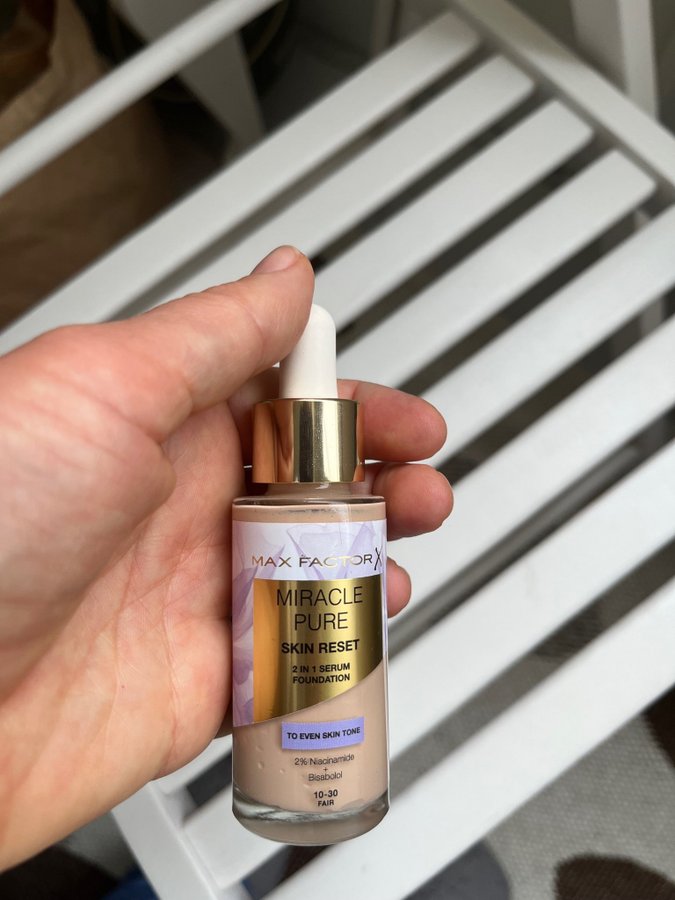 MAX FACTOR X
MIRACLE
PURE
SKIN RESET
2 IN 1 SERUM
FOUNDATION
TO EVEN SKIN TONE
2% Niacinamide
+
Bisabolol
10-30
FAIR